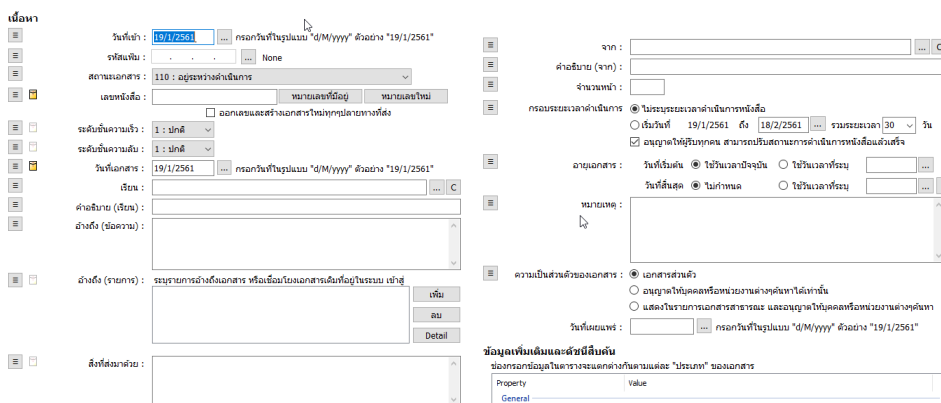 เนื้อหา
วันที่เข้า : 19/1/2561 ... กรอกวันที่ในรูปแบบ "d/M/yyyy" ตัวอย่าง "19/1/2561"
รหัสแฟ้ม : . . . ... None
สถานะเอกสาร : 110 : อยู่ระหว่างดำเนินการ
เลขหนังสือ : หมายเลขที่มีอยู่ หมายเลขใหม่
ออกเลขและสร้างเอกสารใหม่ทุกๆปลายทางที่ส่ง
ระดับชั้นความเร็ว : 1 : ปกติ
ระดับชั้นความลับ : 1 : ปกติ
วันที่เอกสาร : 19/1/2561 ... กรอกวันที่ในรูปแบบ "d/M/yyyy" ตัวอย่าง "19/1/2561"
เรียน : ... C
คำอธิบาย (เรียน) :
อ้างถึง (ข้อความ) :
อ้างถึง (รายการ) : ระบุรายการอ้างถึงเอกสาร หรือเชื่อมโยงเอกสารเดิมที่อยู่ในระบบ เข้าสู่
เพิ่ม
ลบ
Detail
สิ่งที่ส่งมาด้วย :
จาก : ... C
คำอธิบาย (จาก) :
จำนวนหน้า :
กรอบระยะเวลาดำเนินการ ไม่ระบุระยะเวลาดำเนินการหนังสือ
เริ่มวันที่ 19/1/2561 ถึง 18/2/2561 ... รวมระยะเวลา 30 วัน
อนุญาตให้ผู้รับทุกคน สามารถปรับสถานะการดำเนินการหนังสือแล้วเสร็จ
อายุเอกสาร : วันที่เริ่มต้น ใช้วันเวลาปัจจุบัน ใช้วันเวลาที่ระบุ ...
วันที่สิ้นสุด ไม่กำหนด ใช้วันเวลาที่ระบุ ...
หมายเหตุ :
ความเป็นส่วนตัวของเอกสาร : เอกสารส่วนตัว
อนุญาตให้บุคคลหรือหน่วยงานต่างๆค้นหาได้เท่านั้น
แสดงในรายการเอกสารสาธารณะ และอนุญาตให้บุคคลหรือหน่วยงานต่างๆค้นหา
วันที่เผยแพร่ : ... กรอกวันที่ในรูปแบบ "d/M/yyyy" ตัวอย่าง "19/1/2561"
ข้อมูลเพิ่มเติมและดัชนีสืบค้น
ช่องกรอกข้อมูลในตารางจะแตกต่างกันตามแต่ละ "ประเภท" ของเอกสาร
Property Value
General